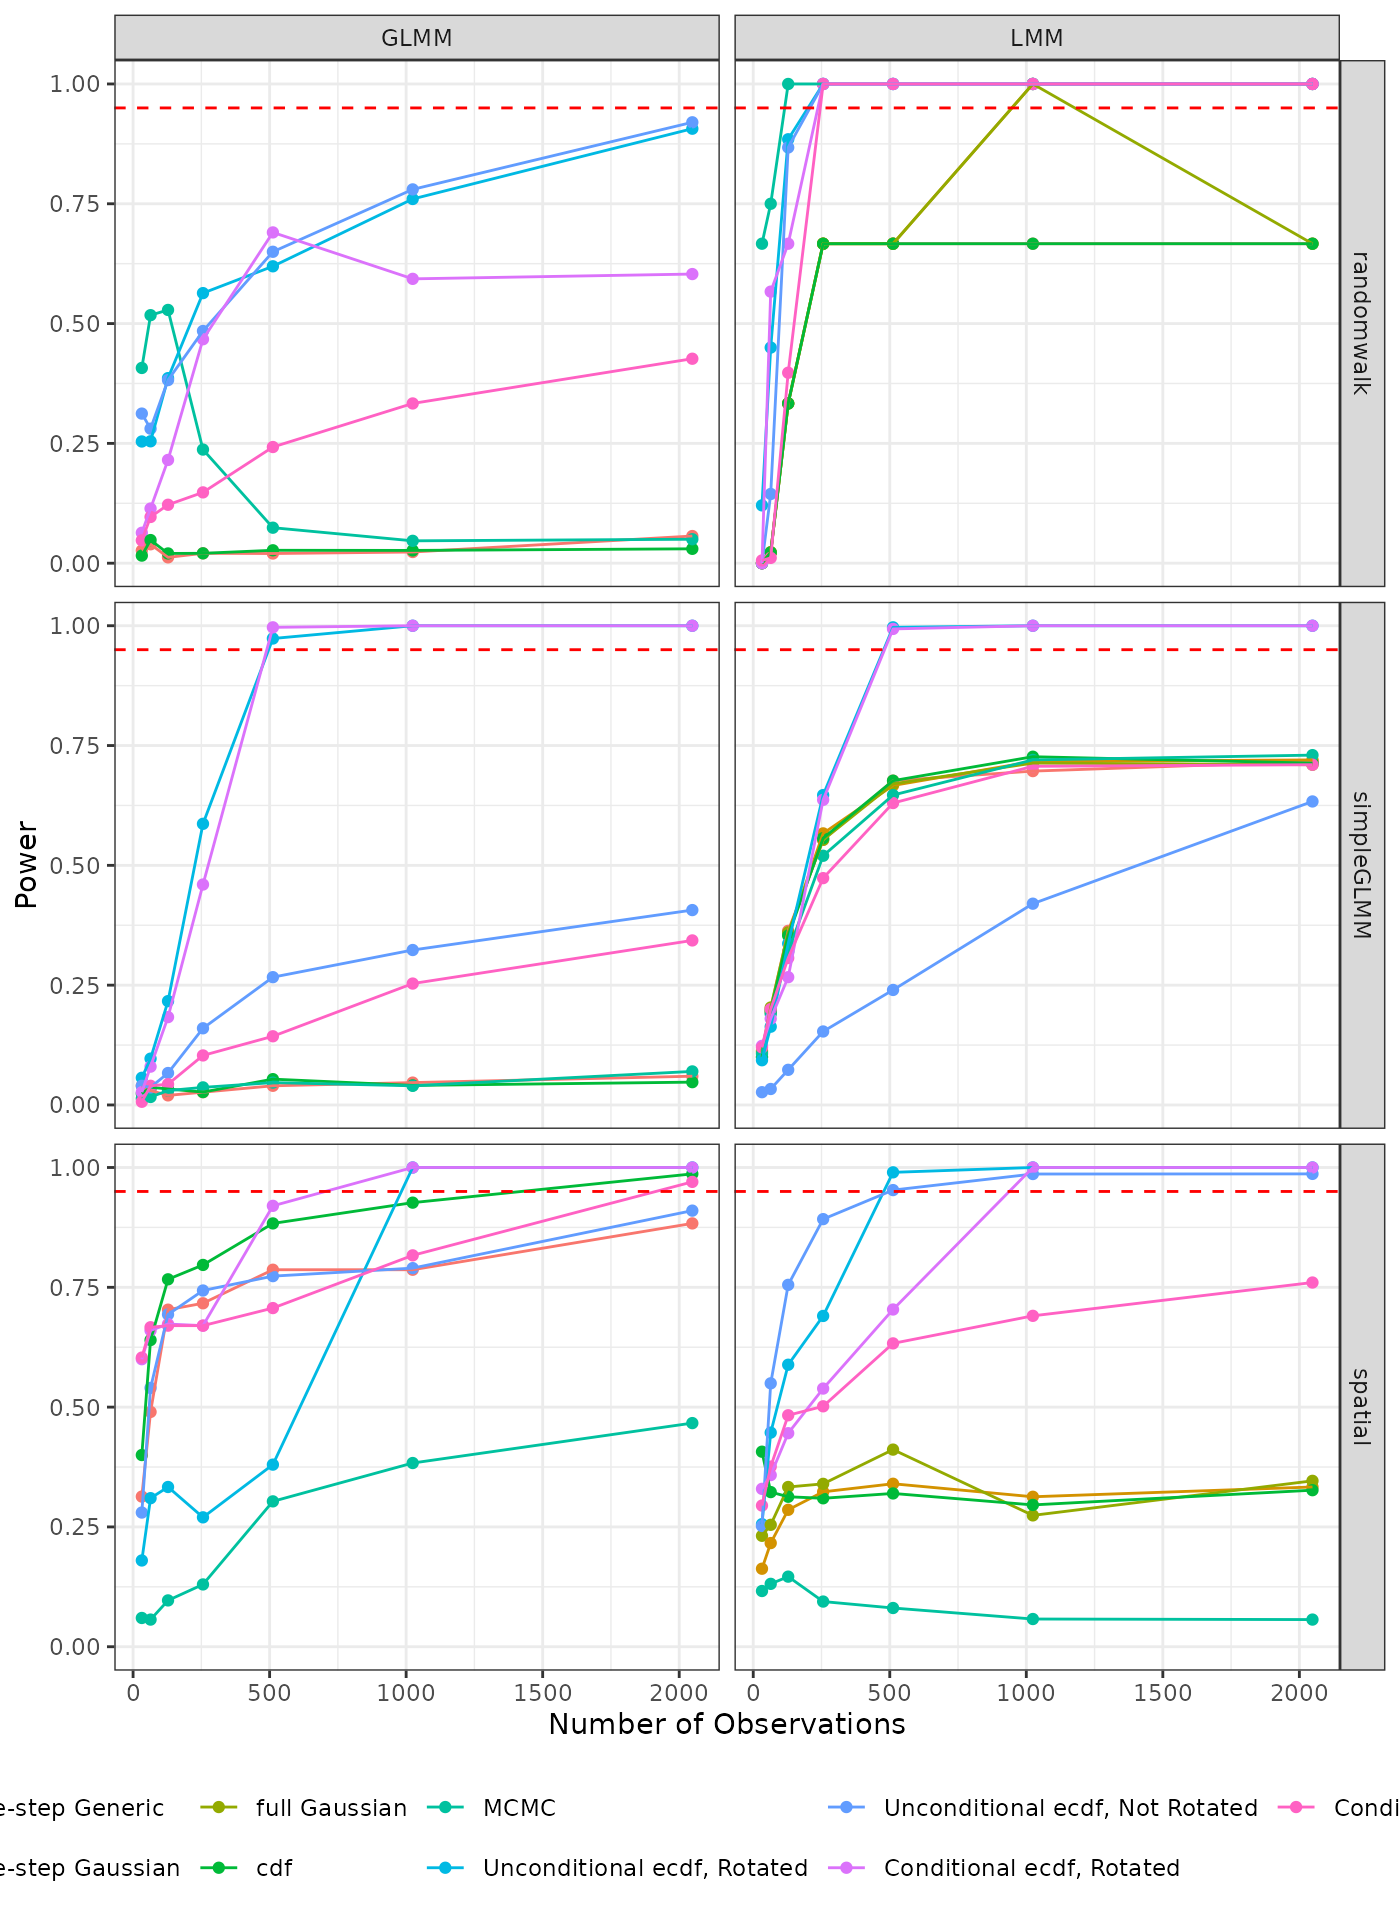 GLMM
LMM
1.00
0.75
0.50
0.25
0.00
randomwalk
1.00
0.75
0.50
0.25
0.00
simpleGLMM
Power
1.00
0.75
0.50
0.25
0.00
spatial
0 500 1000 1500 2000
0 500 1000 1500 2000
Number of Observations
e-step Generic
full Gaussian
MCMC
Unconditional ecdf, Not Rotated
Condi
e-step Gaussian
cdf
Unconditional ecdf, Rotated
Conditional ecdf, Rotated